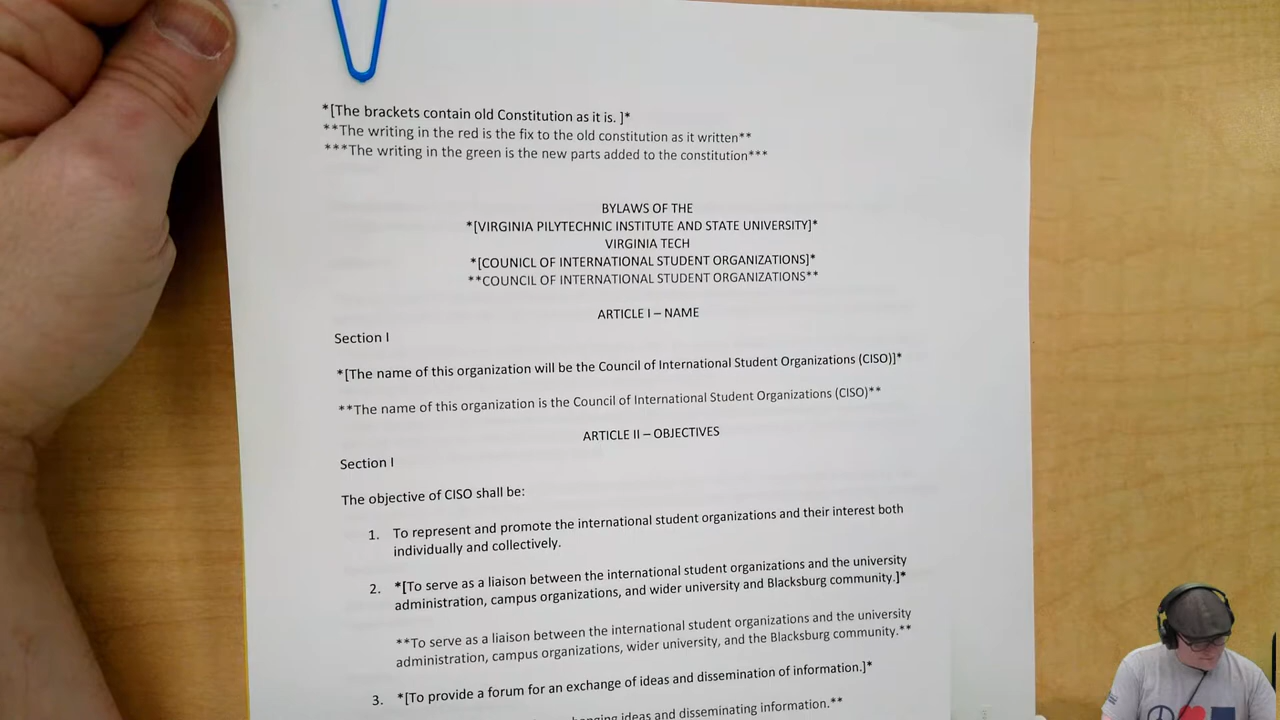 *[The brackets contain old Constitution as it is. ]*
**The writing in the red is the fix to the old constitution as it written**
***The writing in the green is the new parts added to the constitution***
BYLAWS OF THE
*[VIRGINIA PILYTECHNIC INSTITUTE AND STATE UNIVERSITY]*
VIRGINIA TECH
*[COUNICL OF INTERNATIONAL STUDENT ORGANIZATIONS]*
**COUNCIL OF INTERNATIONAL STUDENT ORGANIZATIONS**
ARTICLE I – NAME
Section I
*[The name of this organization will be the Council of International Student Organizations (CISO)]*
**The name of this organization is the Council of International Student Organizations (CISO)**
ARTICLE II – OBJECTIVES
Section I
The objective of CISO shall be:
1. To represent and promote the international student organizations and their interest both
individually and collectively.
2. *[To serve as a liaison between the international student organizations and the university
administration, campus organizations, and wider university and Blacksburg community.]*
**To serve as a liaison between the international student organizations and the university
administration, campus organizations, wider university, and the Blacksburg community.**
3. *[To provide a forum for an exchange of ideas and dissemination of information.]*
ideas and disseminating information.**